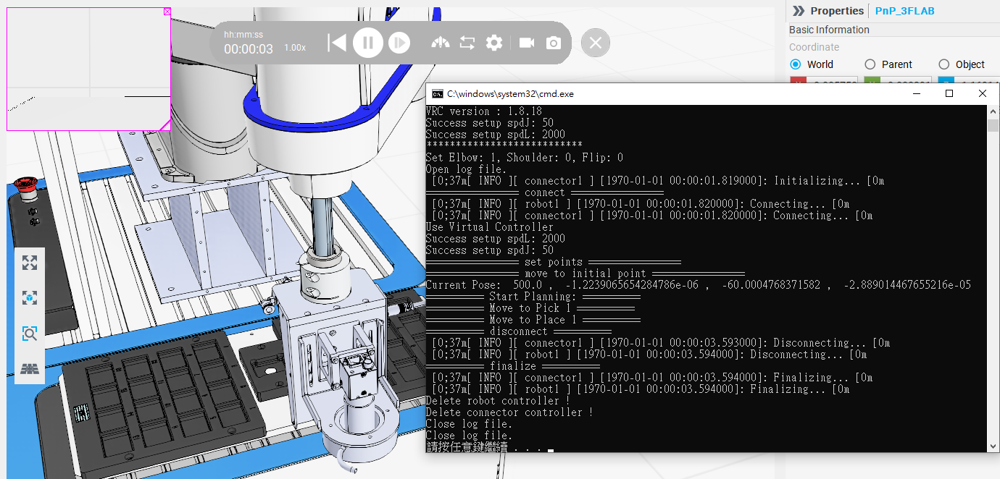 hh:mm:ss
00:00:03
1.00x
Properties
PnP_3FLAB
Basic Information
Coordinate
World
Parent
Object
C:\windows\system32\cmd.exe
VRC version : 1.8.18
Success setup spdJ: 50
Success setup spdL: 2000
***************************
Set Elbow: 1, Shoulder: 0, Flip: 0
Open log file.
[0;37m[ INFO ][ connector1 ] [1970-01-01 00:00:01.819000]: Initializing... [0m
================ connect ================
[0;37m[ INFO ][ robot1 ] [1970-01-01 00:00:01.820000]: Connecting... [0m
[0;37m[ INFO ][ connector1 ] [1970-01-01 00:00:01.820000]: Connecting... [0m
Use Virtual Controller
Success setup spdL: 2000
Success setup spdJ: 50
================ set points ================
================ move to initial point ================
Current Pose:  500.0 ,  -1.2239065654284786e-06 ,  -60.0004768371582 ,  -2.889014467655216e-05
========== Start Planning: ==========
========== Move to Pick 1 ==========
========== Move to Place 1 ==========
========== disconnect ==========
[0;37m[ INFO ][ connector1 ] [1970-01-01 00:00:03.593000]: Disconnecting... [0m
[0;37m[ INFO ][ robot1 ] [1970-01-01 00:00:03.594000]: Disconnecting... [0m
========== finalize ==========
[0;37m[ INFO ][ connector1 ] [1970-01-01 00:00:03.594000]: Finalizing... [0m
[0;37m[ INFO ][ robot1 ] [1970-01-01 00:00:03.594000]: Finalizing... [0m
Delete robot controller !
Delete connector controller !
Close log file.
Close log file.
請按任意鍵繼續 . . .